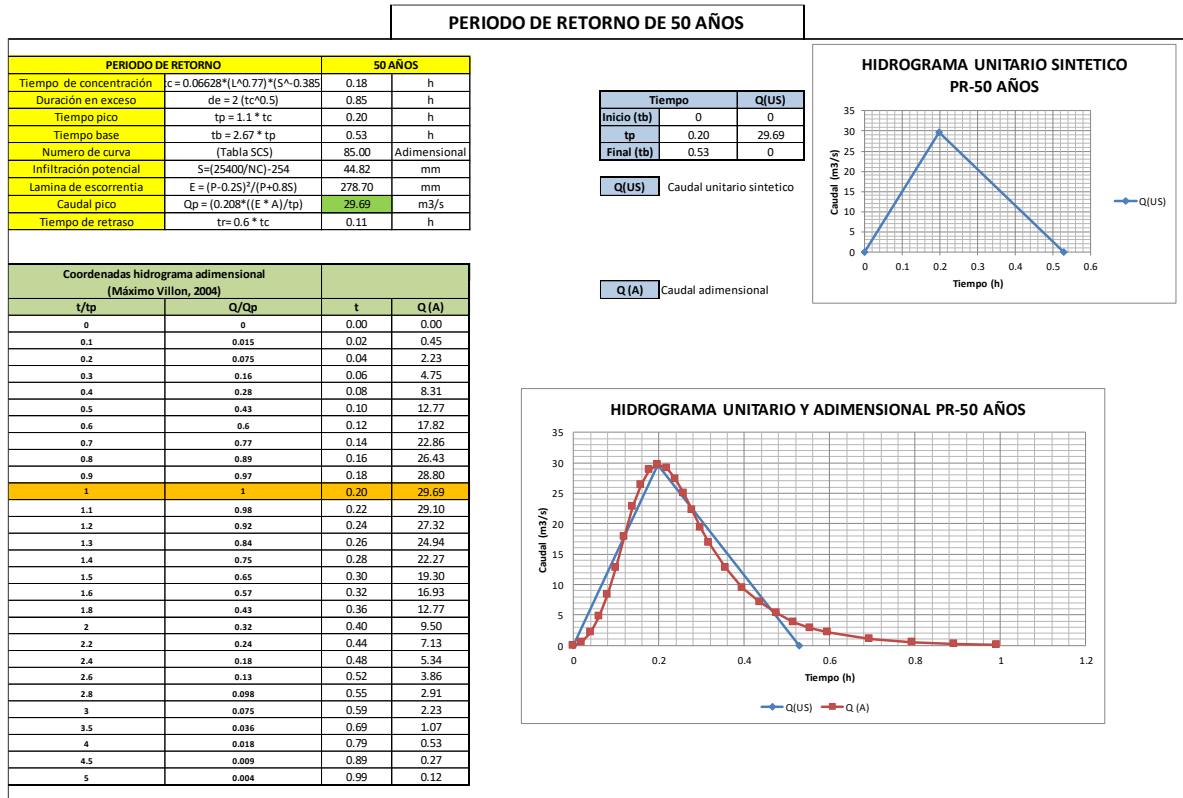 PERIODO DE RETORNO DE 50 AÑOS
PERIODO DE RETORNO 50 AÑOS
Tiempo de concentración tc = 0.06628*(L^0.77)*(S^-0.385 0.18 h
Duración en exceso de = 2 (tc^0.5) 0.85 h
Tiempo pico tp = 1.1 * tc 0.20 h
Tiempo base tb = 2.67 * tp 0.53 h
Numero de curva (Tabla SCS) 85.00 Adimensional
Infiltración potencial S=(25400/NC)-254 44.82 mm
Lamina de escorrentia E = (P-0.2S)²/(P+0.8S) 278.70 mm
Caudal pico Qp = (0.208*((E * A)/tp) 29.69 m3/s
Tiempo de retraso tr= 0.6 * tc 0.11 h
Tiempo Q(US)
Inicio (tb) 0 0
tp 0.20 29.69
Final (tb) 0.53 0
Q(US) Caudal unitario sintetico
Q (A) Caudal adimensional
HIDROGRAMA UNITARIO SINTETICO
PR-50 AÑOS
35
30
25
20
15
10
5
0
Caudal (m3/s)
0 0.1 0.2 0.3 0.4 0.5 0.6
Tiempo (h)
Q(US)
Coordenadas hidrograma adimensional
(Máximo Villon, 2004)
t/tp Q/Qp t Q (A)
0 0 0.00 0.00
0.1 0.015 0.02 0.45
0.2 0.075 0.04 2.23
0.3 0.16 0.06 4.75
0.4 0.28 0.08 8.31
0.5 0.43 0.10 12.77
0.6 0.6 0.12 17.82
0.7 0.77 0.14 22.86
0.8 0.89 0.16 26.43
0.9 0.97 0.18 28.80
1 1 0.20 29.69
1.1 0.98 0.22 29.10
1.2 0.92 0.24 27.32
1.3 0.84 0.26 24.94
1.4 0.75 0.28 22.27
1.5 0.65 0.30 19.30
1.6 0.57 0.32 16.93
1.8 0.43 0.36 12.77
2 0.32 0.40 9.50
2.2 0.24 0.44 7.13
2.4 0.18 0.48 5.34
2.6 0.13 0.52 3.86
2.8 0.098 0.55 2.91
3 0.075 0.59 2.23
3.5 0.036 0.69 1.07
4 0.018 0.79 0.53
4.5 0.009 0.89 0.27
5 0.004 0.99 0.12
HIDROGRAMA UNITARIO Y ADIMENSIONAL PR-50 AÑOS
35
30
25
20
15
10
5
0
Caudal (m3/s)
0 0.2 0.4 0.6 0.8 1 1.2
Tiempo (h)
Q(US) Q (A)